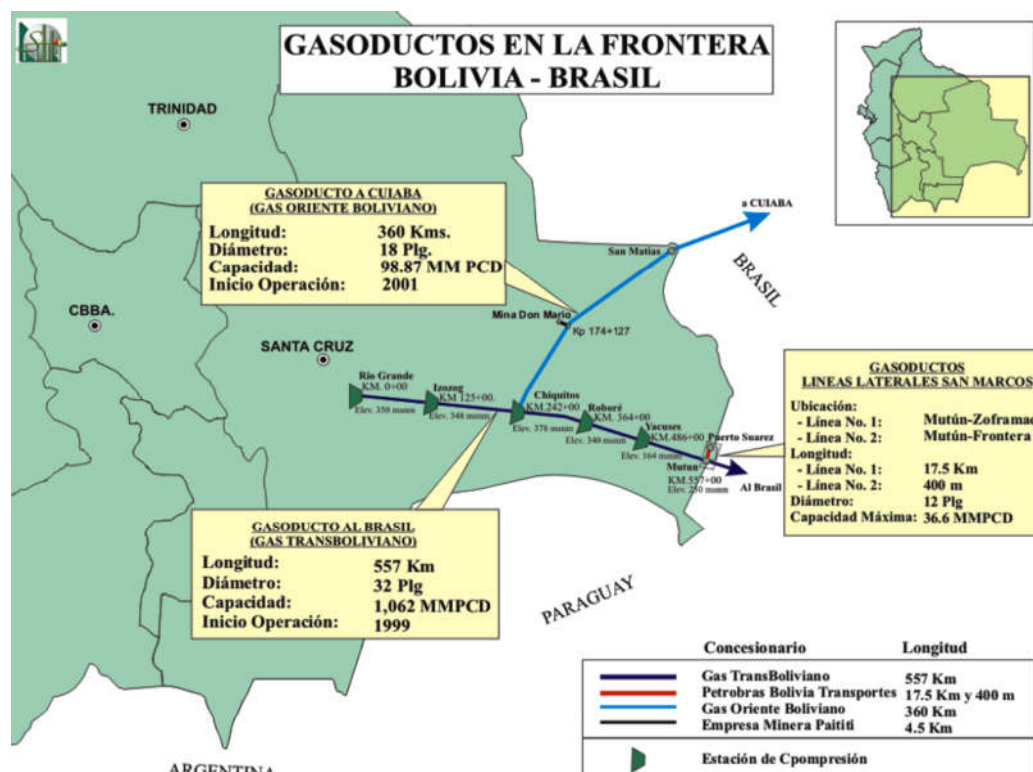 GASODUCTOS EN LA FRONTERA
BOLIVIA - BRASIL
TRINIDAD
GASODUCTO A CUIABA
(GAS ORIENTE BOLIVIANO)
Longitud: 360 Kms.
Diámetro: 18 Plg.
Capacidad: 98.87 MM PCD
Inicio Operación: 2001
a CUIABA
San Matías
BRASIL
CBBA.
Mina Don Mario
Kp 174+127
SANTA CRUZ
Río Grande
KM. 0+00
Elev. 350 msnm
Izozog
KM 125+00.
Elev. 348 msnm
Chiquitos
KM.242+00
Elev. 378 msnm
Roboré
KM. 364+00
Elev. 340 msnm
Yacuses
KM.486+00
Elev. 164 msnm
Puerto Suarez
Mutun
KM.557+00
Elev. 250 msnm
Al Brasil
GASODUCTOS
LINEAS LATERALES SAN MARCOS
Ubicación:
- Línea No. 1: Mutún-Zoframac
- Línea No. 2: Mutún-Frontera
Longitud:
- Línea No. 1: 17.5 Km
- Línea No. 2: 400 m
Diámetro: 12 Plg
Capacidad Máxima: 36.6 MMPCD
GASODUCTO AL BRASIL
(GAS TRANSBOLIVIANO)
Longitud: 557 Km
Diámetro: 32 Plg
Capacidad: 1,062 MMPCD
Inicio Operación: 1999
PARAGUAY
ARGENTINA
Concesionario Longitud
Gas TransBoliviano 557 Km
Petrobras Bolivia Transportes 17.5 Km y 400 m
Gas Oriente Boliviano 360 Km
Empresa Minera Paititi 4.5 Km
Estación de Cpompresión